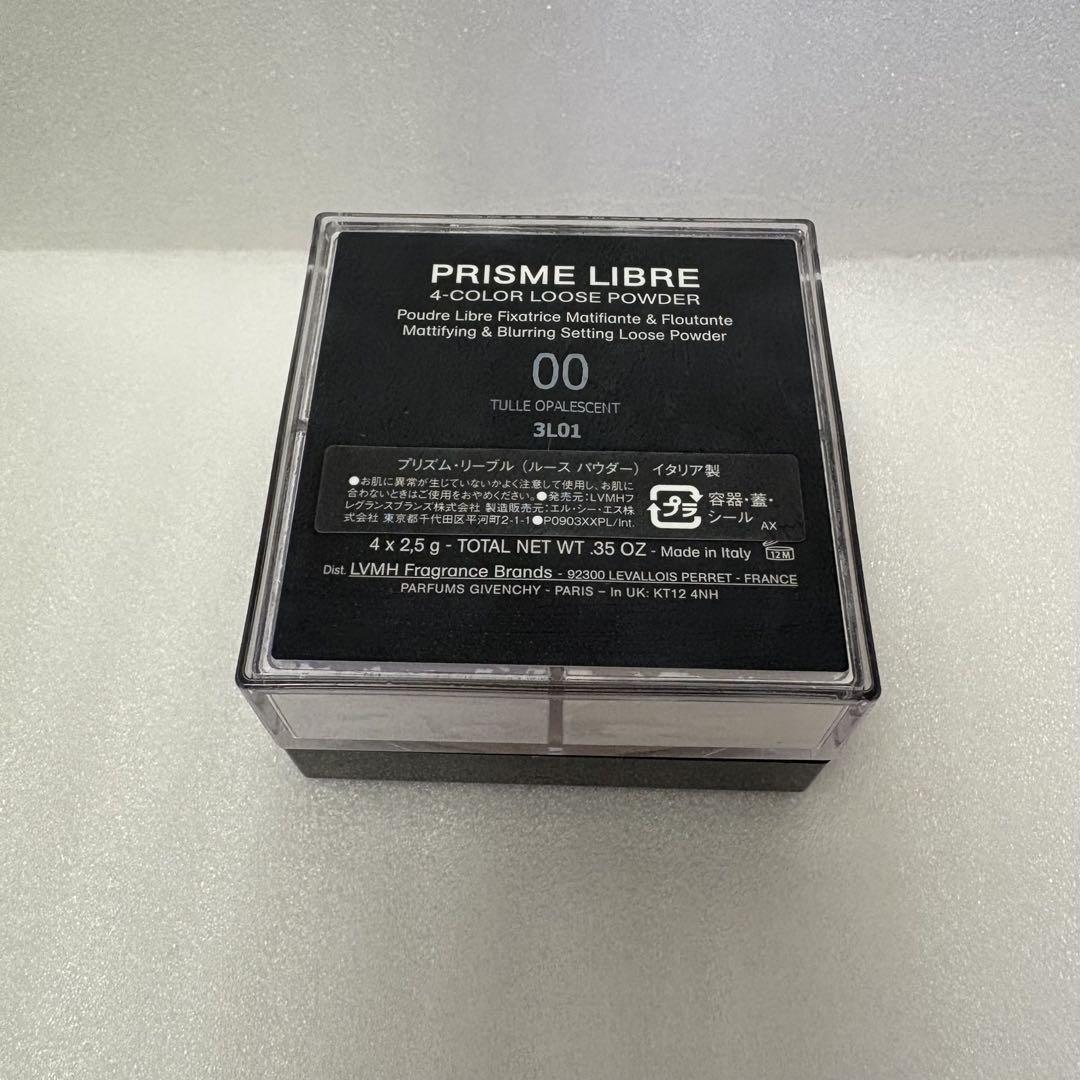 PRISME LIBRE
4-COLOR LOOSE POWDER
Poudre Libre Fixatrice Matifiante & Floutante
Mattifying & Blurring Setting Loose Powder
00
TULLE OPALESCENT
3L01
プリズム・リーブル（ルース パウダー） イタリア製
●お肌に異常が生じていないかよく注意して使用し、お肌に
合わないときはご使用をおやめください。●発売元：LVMHフ
レグランスブランズ株式会社 製造販売元：エル・シー・エス株
式会社 東京都千代田区平河町2-1-1●P0903XXPL/Int.
プラ
容器・蓋・
シール AX
4 x 2,5 g - TOTAL NET WT .35 OZ - Made in Italy 12M
Dist. LVMH Fragrance Brands - 92300 LEVALLOIS PERRET - FRANCE
PARFUMS GIVENCHY - PARIS – In UK: KT12 4NH